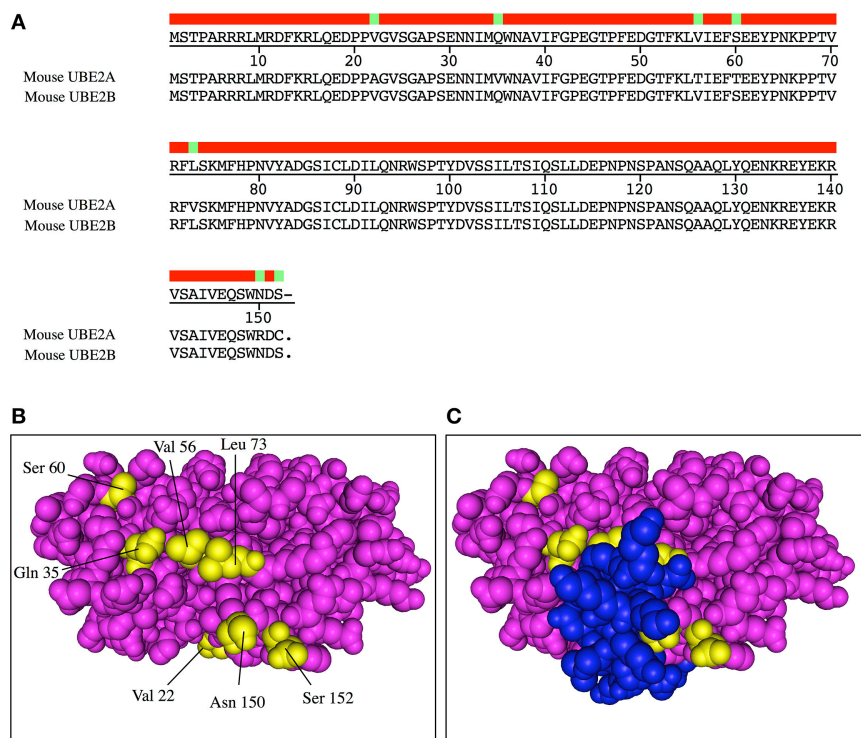 A
MSTPARRRLMRDFKRLQEDPPVGVSGAPSENNIMQWNAVIFGPEGTPFEDGTFKLVIEFSEEYPNKPPTV
10 20 30 40 50 60 70
Mouse UBE2A MSTPARRRLMRDFKRLQEDPPAGVSGAPSENNIMVWNAVIFGPEGTPFEDGTFKLTIEFTEEYPNKPPTV
Mouse UBE2B MSTPARRRLMRDFKRLQEDPPVGVSGAPSENNIMQWNAVIFGPEGTPFEDGTFKLVIEFSEEYPNKPPTV
RFLSKMFHPNVYADGSICLDILQNRWSPTYDVSSILTSIQSLLDEPNPNSPANSQAAQLYQENKREYEKR
80 90 100 110 120 130 140
Mouse UBE2A RFVSKMFHPNVYADGSICLDILQNRWSPTYDVSSILTSIQSLLDEPNPNSPANSQAAQLYQENKREYEKR
Mouse UBE2B RFLSKMFHPNVYADGSICLDILQNRWSPTYDVSSILTSIQSLLDEPNPNSPANSQAAQLYQENKREYEKR
VSAIVEQSWNDS-
150
Mouse UBE2A VSAIVEQSWRDC.
Mouse UBE2B VSAIVEQSWNDS.
B
Ser 60
Val 56
Leu 73
Gln 35
Val 22
Asn 150
Ser 152
C